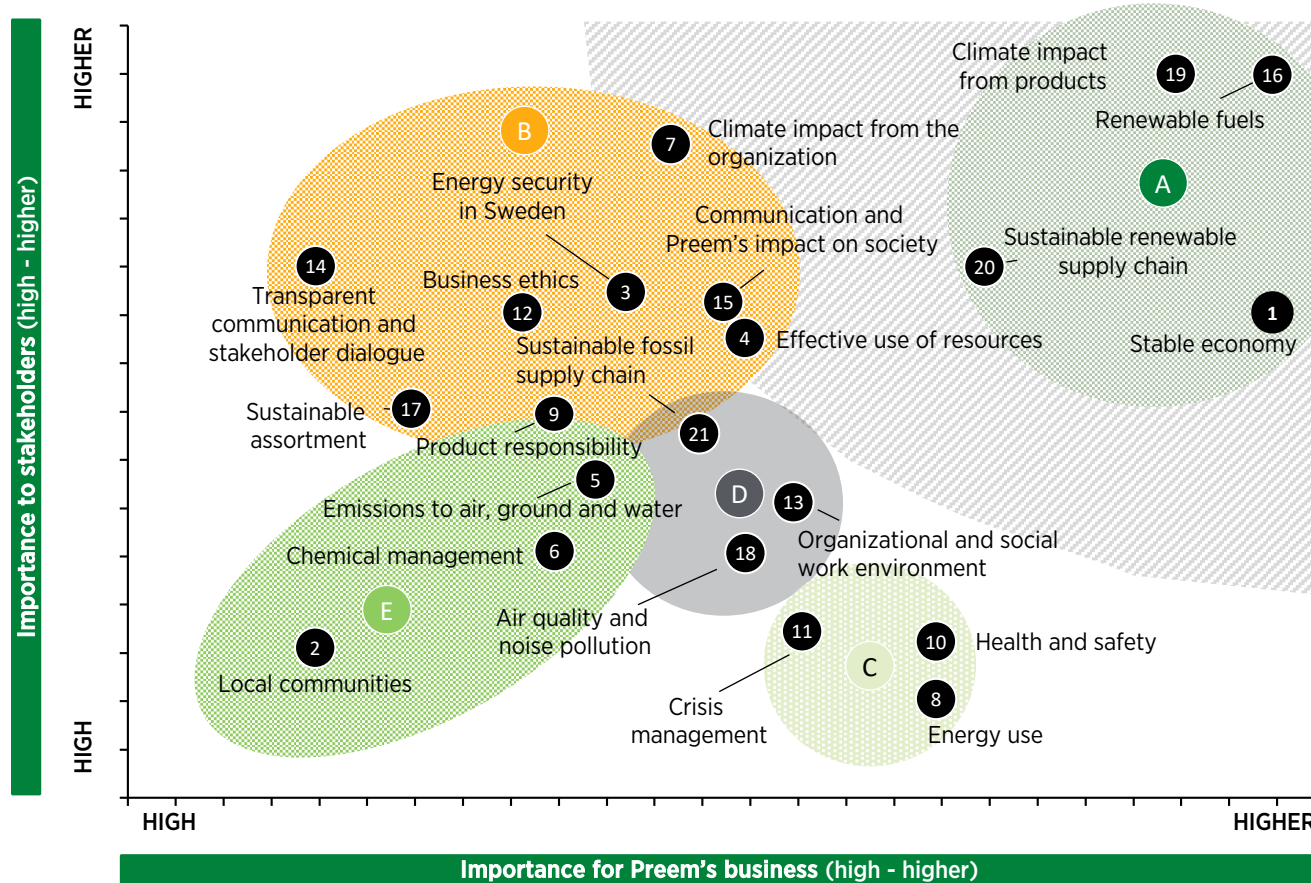 Importance to stakeholders (high - higher)
HIGHER
HIGH
Climate impact
from products
19
16
Renewable fuels
A
B
7
Climate impact from the
organization
Energy security
in Sweden
Communication and
Preem's impact on society
Sustainable renewable
supply chain
20
14
Transparent
communication and
stakeholder dialogue
Business ethics
12
3
15
4
Effective use of resources
1
Stable economy
Sustainable fossil
supply chain
Sustainable
assortment
17
9
Product responsibility
21
5
Emissions to air, ground and water
D
13
Organizational and social
work environment
Chemical management
6
18
Air quality and
noise pollution
E
2
Local communities
11
Crisis
management
C
10
Health and safety
8
Energy use
HIGH
HIGHER
Importance for Preem's business (high - higher)